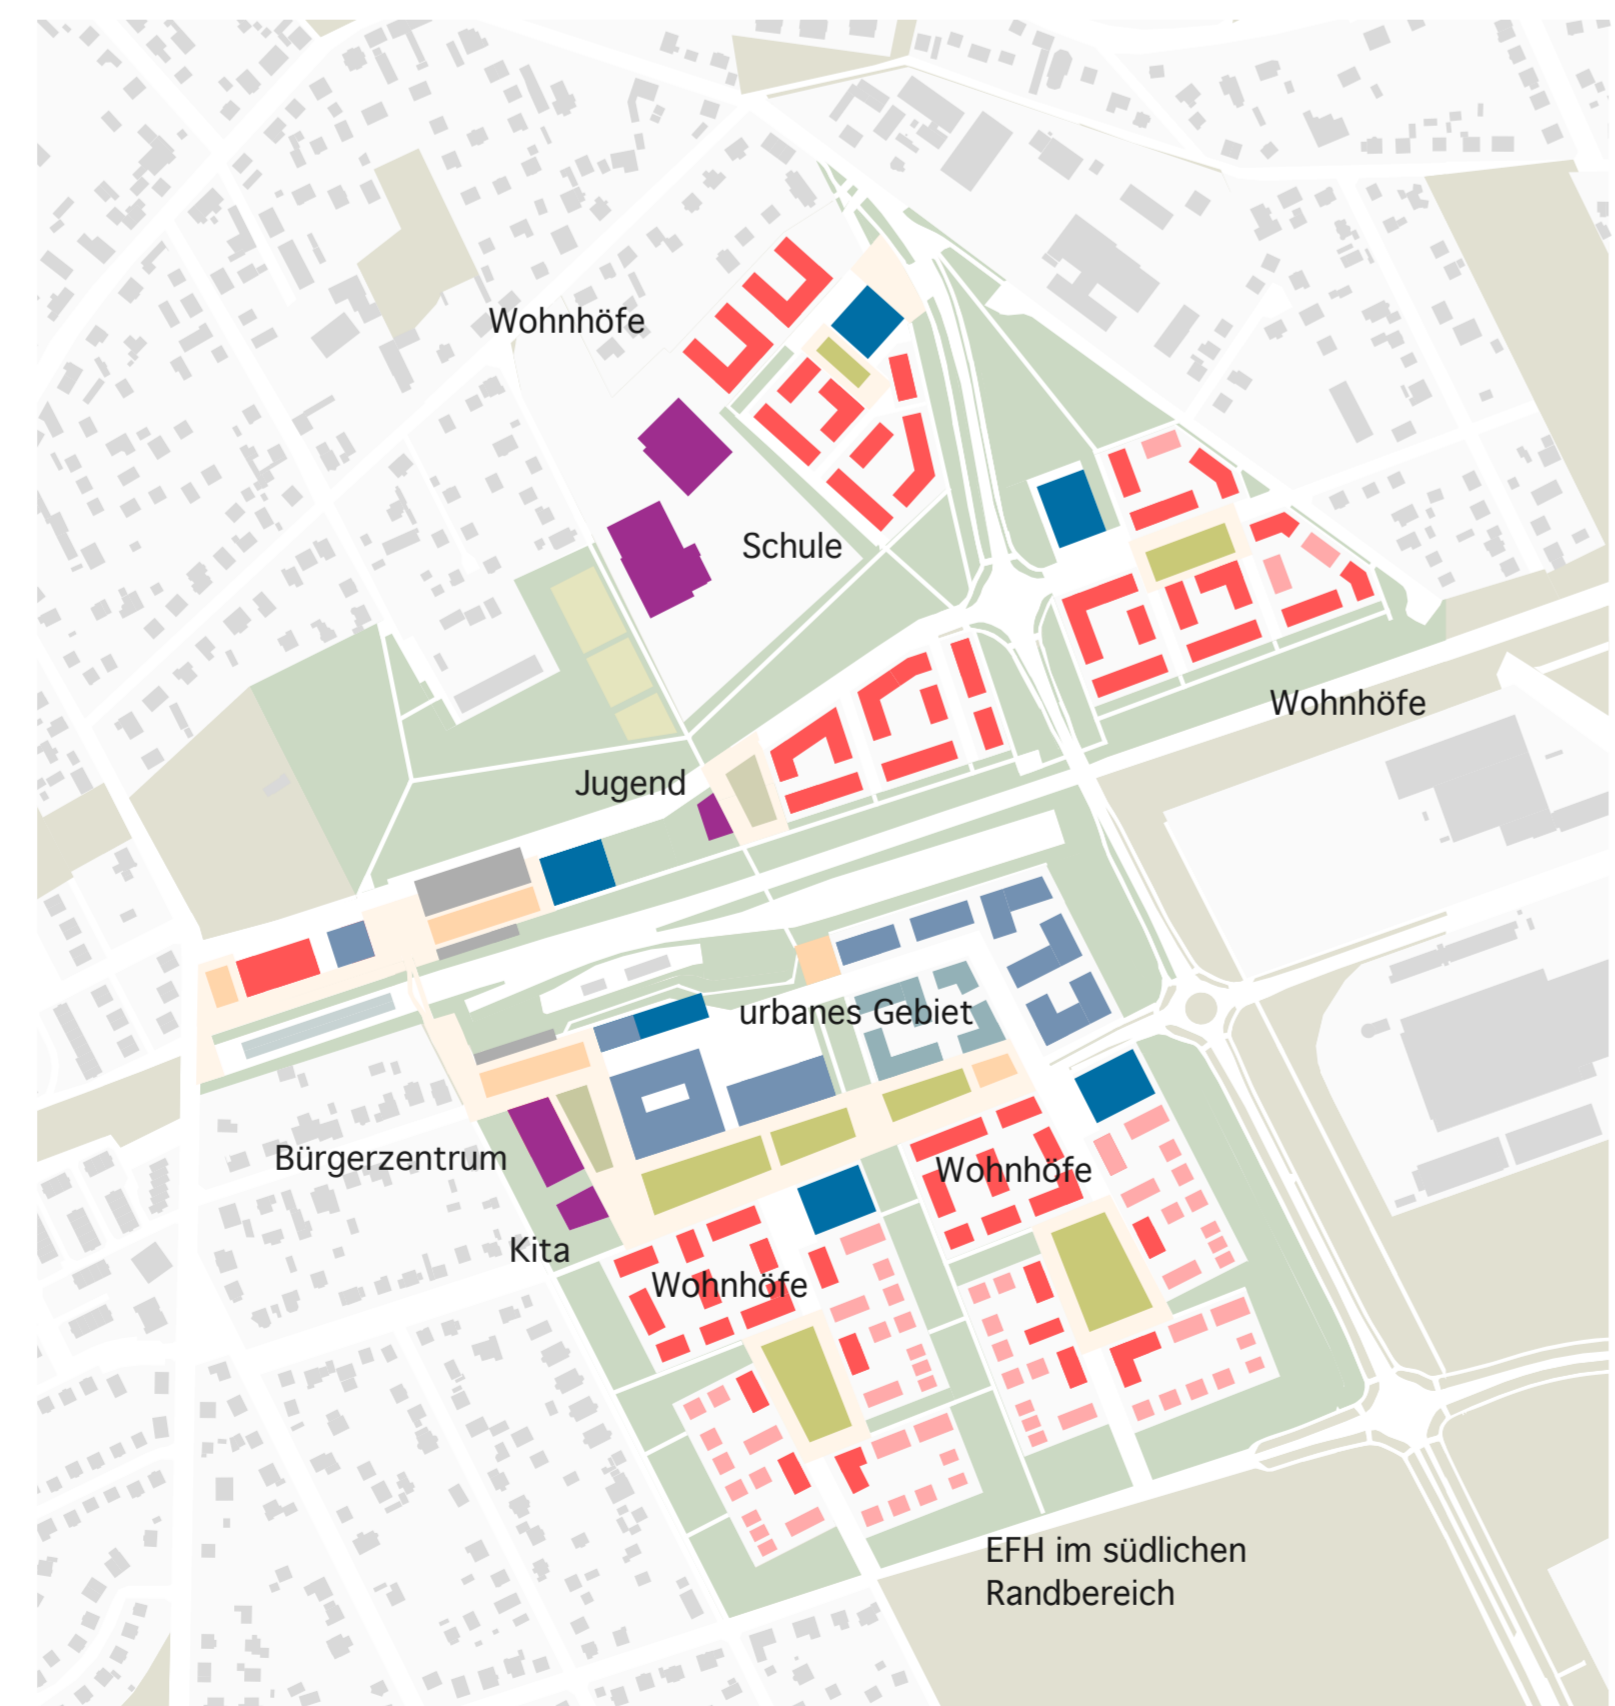 Wohnhöfe
Schule
Wohnhöfe
Jugend
urbanes Gebiet
Bürgerzentrum
Wohnhöfe
Kita
Wohnhöfe
EFH im südlichen
Randbereich